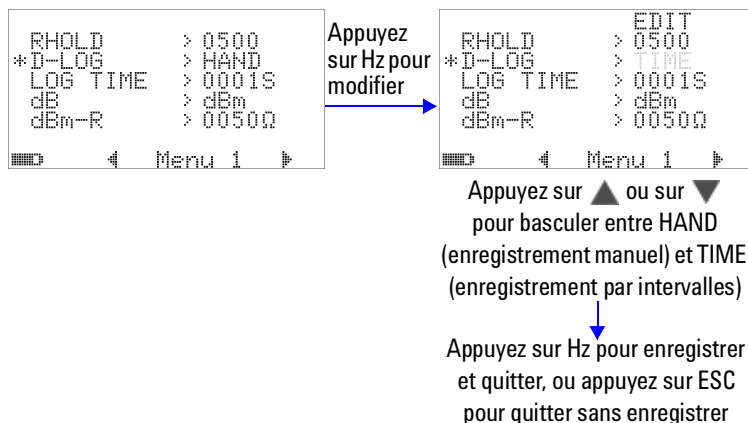 RHOLD > 0500
*D-LOG > HAND
LOG TIME > 0001S
dB > dBm
dBm-R > 0050Ω
Menu 1
Appuyez
sur Hz pour
modifier
EDIT
RHOLD > 0500
*D-LOG > TIME
LOG TIME > 0001S
dB > dBm
dBm-R > 0050Ω
Menu 1
Appuyez sur ▲ ou sur ▼
pour basculer entre HAND
(enregistrement manuel) et TIME
(enregistrement par intervalles)
Appuyez sur Hz pour enregistrer
et quitter, ou appuyez sur ESC
pour quitter sans enregistrer